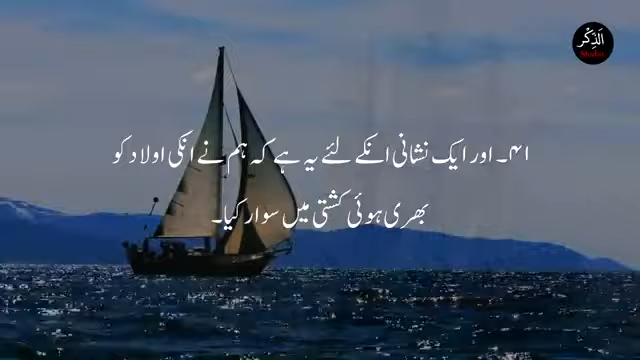 اَلذِّکْر
۴۱۔ اور ایک نشانی انکے لئے یہ ہے کہ ہم نے انکی اولاد کو
بھری ہوئی کشتی میں سوار کیا۔